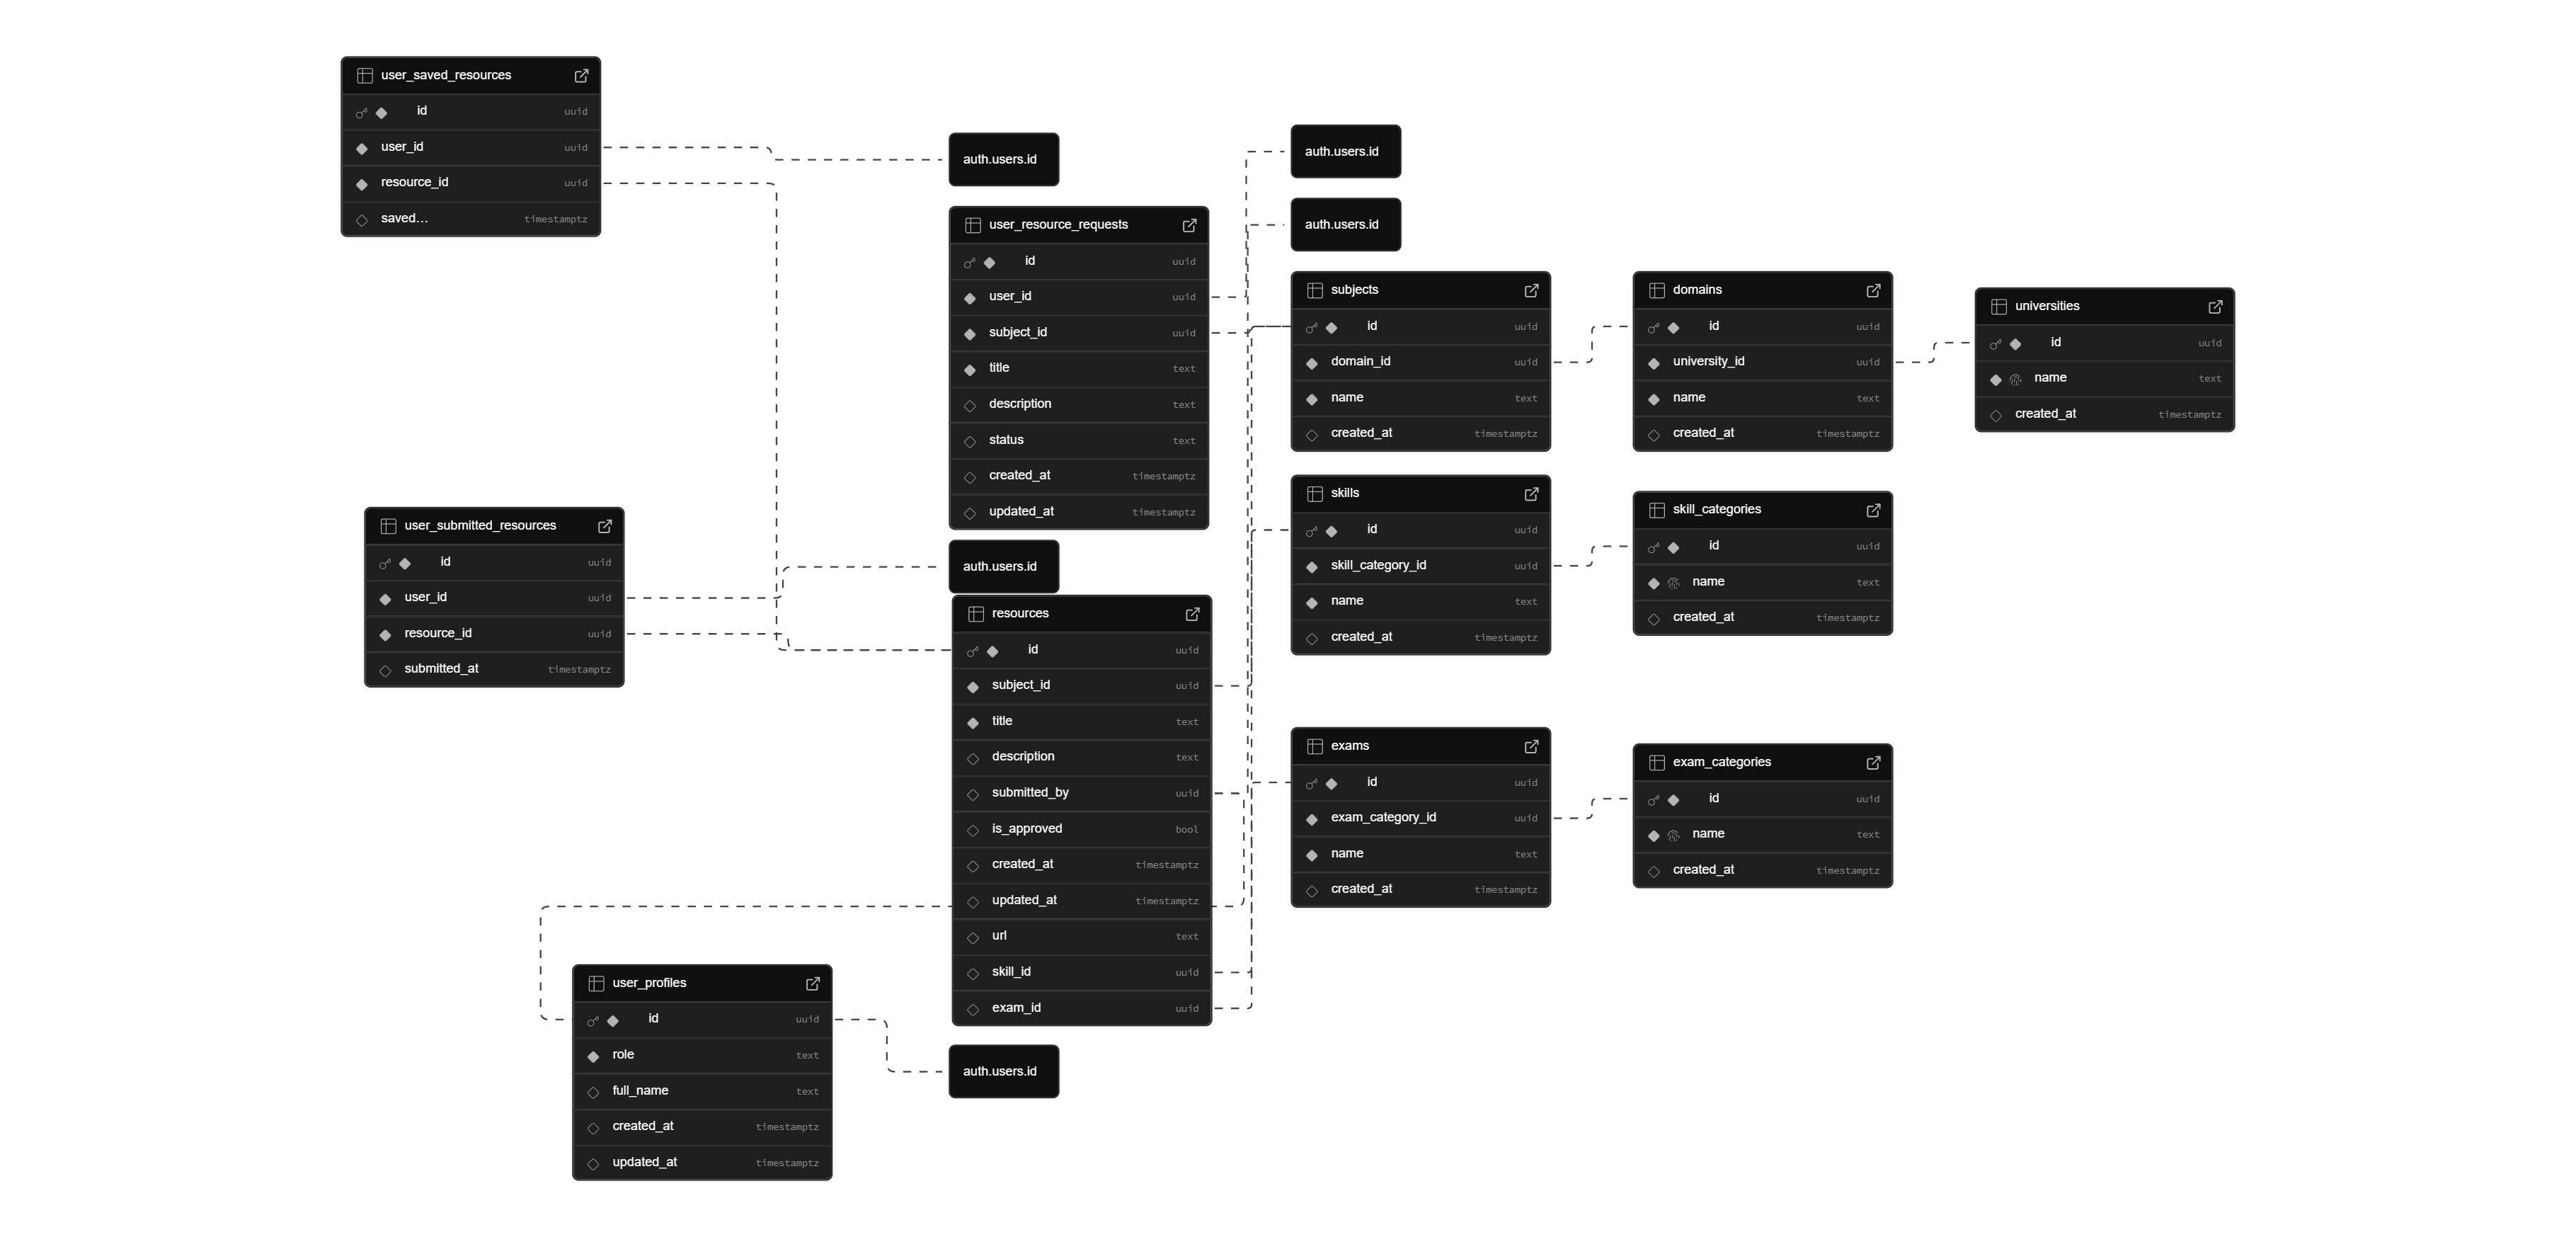 user_saved_resources
id uuid
user_id uuid
resource_id uuid
saved... timestamptz
auth.users.id
user_resource_requests
id uuid
user_id uuid
subject_id uuid
title text
description text
status text
created_at timestamptz
updated_at timestamptz
auth.users.id
auth.users.id
subjects
id uuid
domain_id uuid
name text
created_at timestamptz
domains
id uuid
university_id uuid
name text
created_at timestamptz
universities
id uuid
name text
created_at timestamptz
skills
id uuid
skill_category_id uuid
name text
created_at timestamptz
skill_categories
id uuid
name text
created_at timestamptz
user_submitted_resources
id uuid
user_id uuid
resource_id uuid
submitted_at timestamptz
auth.users.id
resources
id uuid
subject_id uuid
title text
description text
submitted_by uuid
is_approved bool
created_at timestamptz
updated_at timestamptz
url text
skill_id uuid
exam_id uuid
exams
id uuid
exam_category_id uuid
name text
created_at timestamptz
exam_categories
id uuid
name text
created_at timestamptz
user_profiles
id uuid
role text
full_name text
created_at timestamptz
updated_at timestamptz
auth.users.id